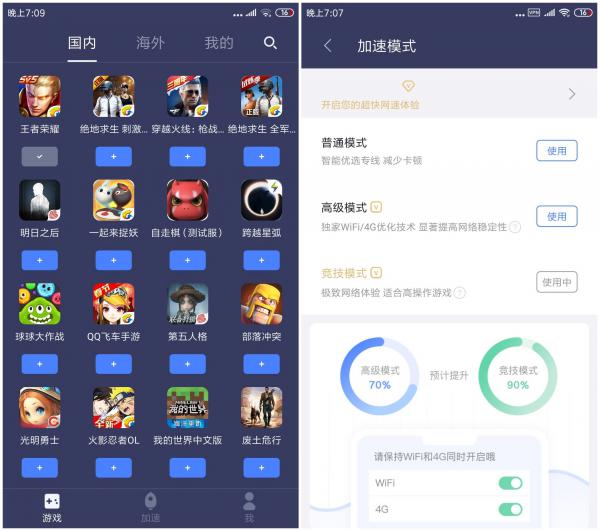 晚上7:09
16
国内
海外
我的
王者荣耀
绝地求生 刺激...
穿越火线：枪战...
绝地求生 全军...
明日之后
一起来捉妖
自走棋（测试服）
跨越星弧
球球大作战
QQ飞车手游
第五人格
部落冲突
光明勇士
火影忍者OL
我的世界中文版
废土危行
游戏
加速
我
晚上7:07
VPN
16
加速模式
开启您的超快网速体验
普通模式
智能优选专线 减少卡顿
使用
高级模式
独家WiFi/4G优化技术 显著提高网络稳定性
使用
竞技模式
极致网络体验 适合高操作游戏
使用中
高级模式
70%
预计提升
竞技模式
90%
请保持WiFi和4G同时开启哦
WiFi
4G